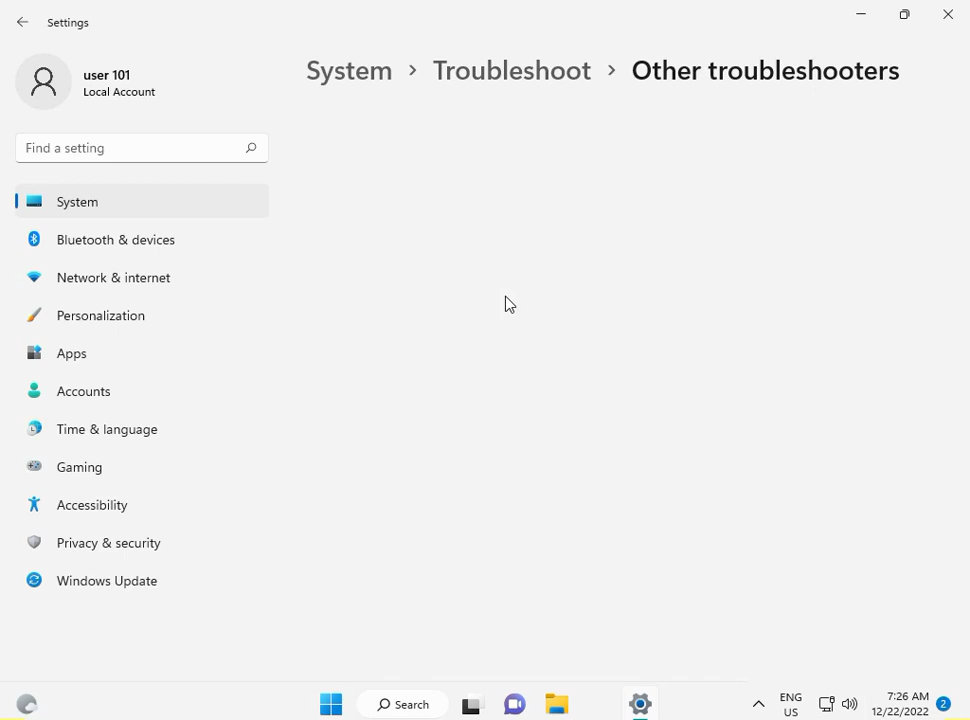 Settings
user 101
Local Account
System > Troubleshoot > Other troubleshooters
Find a setting
System
Bluetooth & devices
Network & internet
Personalization
Apps
Accounts
Time & language
Gaming
Accessibility
Privacy & security
Windows Update
Search
ENG
US
7:26 AM
12/22/2022
2